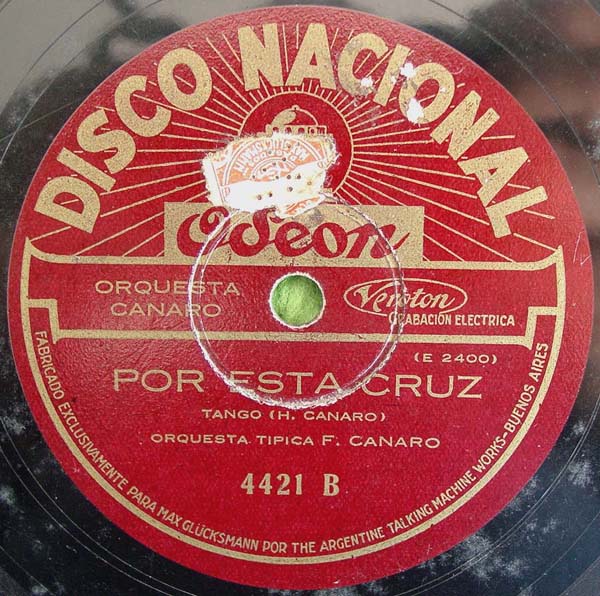 DISCO NACIONAL
Odeon
ORQUESTA
CANARO
Veroton
GRABACIÓN ELECTRICA
(E 2400)
POR ESTA CRUZ
TANGO (H. CANARO)
ORQUESTA TIPICA F. CANARO
4421 B
FABRICADO EXCLUSIVAMENTE PARA MAX GLÜCKSMANN POR THE ARGENTINE TALKING MACHINE WORKS-BUENOS AIRES